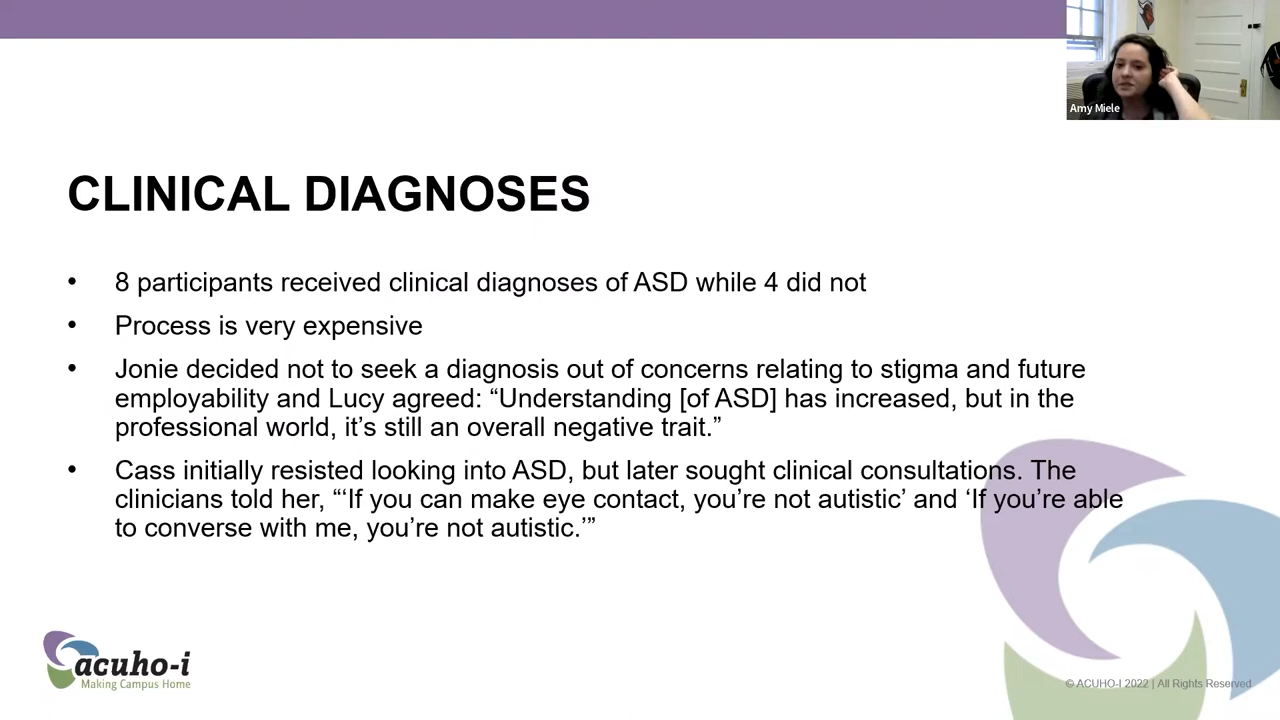 Amy Miele
CLINICAL DIAGNOSES
• 8 participants received clinical diagnoses of ASD while 4 did not
• Process is very expensive
• Jonie decided not to seek a diagnosis out of concerns relating to stigma and future
employability and Lucy agreed: “Understanding [of ASD] has increased, but in the
professional world, it’s still an overall negative trait.”
• Cass initially resisted looking into ASD, but later sought clinical consultations. The
clinicians told her, “‘If you can make eye contact, you’re not autistic’ and ‘If you’re able
to converse with me, you’re not autistic.’”
acuho-i
Making Campus Home
© ACUHO-I 2022 | All Rights Reserved